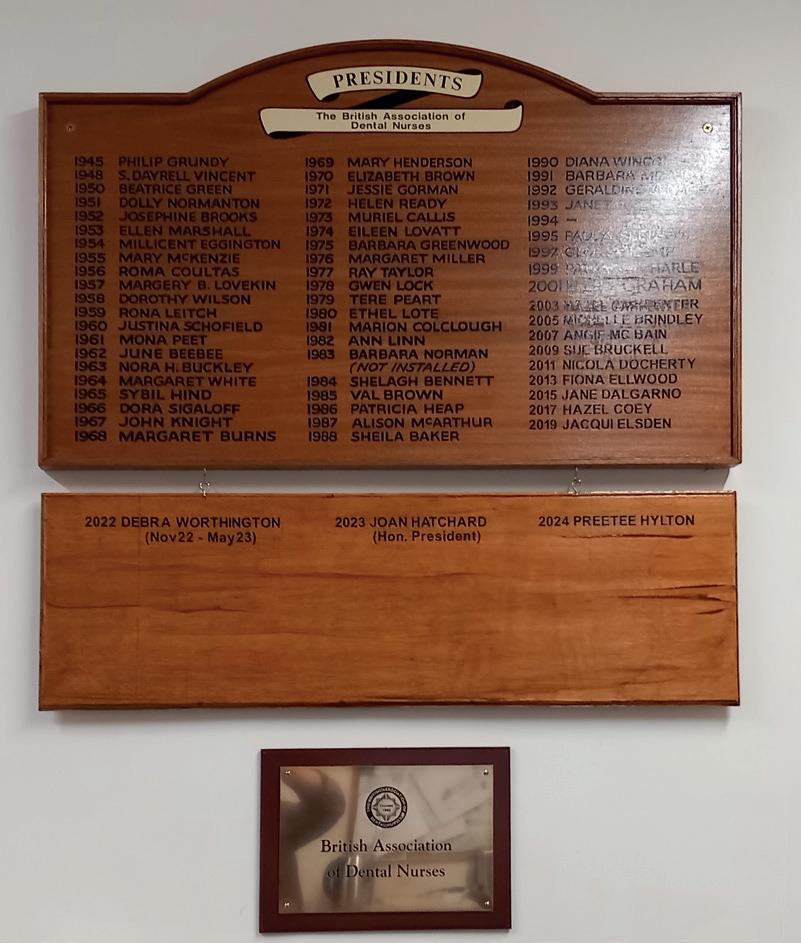 PRESIDENTS
The British Association of
Dental Nurses
1945 PHILIP GRUNDY
1948 S. DAYRELL VINCENT
1950 BEATRICE GREEN
1951 DOLLY NORMANTON
1952 JOSEPHINE BROOKS
1953 ELLEN MARSHALL
1954 MILLICENT EGGINGTON
1955 MARY McKENZIE
1956 ROMA COULTAS
1957 MARGERY B. LOVEKIN
1958 DOROTHY WILSON
1959 RONA LEITCH
1960 JUSTINA SCHOFIELD
1961 MONA PEET
1962 JUNE BEEBEE
1963 NORA H. BUCKLEY
1964 MARGARET WHITE
1965 SYBIL HIND
1966 DORA SIGALOFF
1967 JOHN KNIGHT
1968 MARGARET BURNS
1969 MARY HENDERSON
1970 ELIZABETH BROWN
1971 JESSIE GORMAN
1972 HELEN READY
1973 MURIEL CALLIS
1974 EILEEN LOVATT
1975 BARBARA GREENWOOD
1976 MARGARET MILLER
1977 RAY TAYLOR
1978 GWEN LOCK
1979 TERE PEART
1980 ETHEL LOTE
1981 MARION COLCLOUGH
1982 ANN LINN
1983 BARBARA NORMAN
(NOT INSTALLED)
1984 SHELAGH BENNETT
1985 VAL BROWN
1986 PATRICIA HEAP
1987 ALISON McARTHUR
1988 SHEILA BAKER
1990 DIANA
1991 BARBARA
1992 GERALDINE
1993 JANET
1994 –
1995
1997
1999
2001 GRAHAM
2003 HAZEL CARPENTER
2005 MICHELLE BRINDLEY
2007 ANGIE MC BAIN
2009 SUE BRUCKELL
2011 NICOLA DOCHERTY
2013 FIONA ELLWOOD
2015 JANE DALGARNO
2017 HAZEL COEY
2019 JACQUI ELSDEN
2022 DEBRA WORTHINGTON
(Nov22 - May23)
2023 JOAN HATCHARD
(Hon. President)
2024 PREETEE HYLTON
British Association
of Dental Nurses